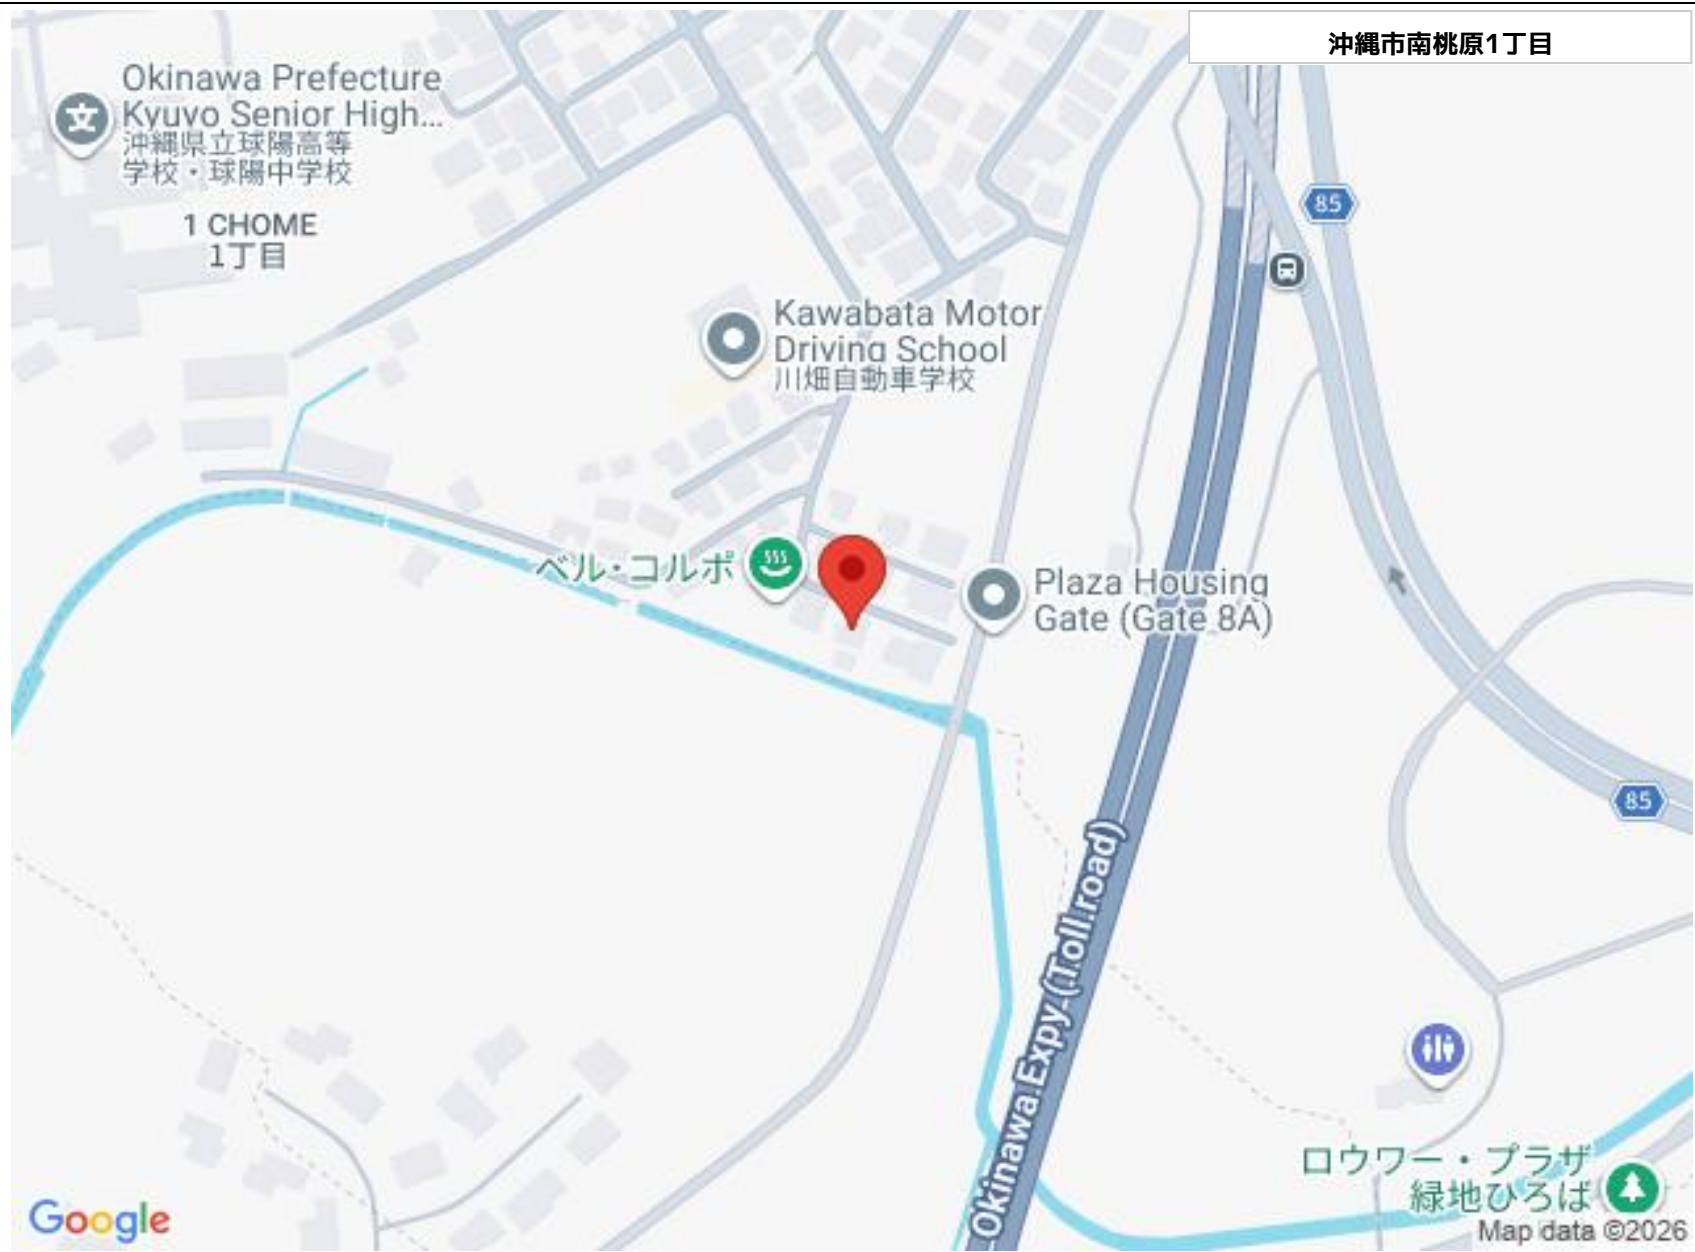 沖縄市南桃原1丁目
Okinawa Prefecture
Kyuvo Senior High...
沖縄県立球陽高等
学校・球陽中学校
1 CHOME
1丁目
85
Kawabata Motor
Driving School
川畑自動車学校
ベル・コルポ
Plaza Housing
Gate (Gate 8A)
85
Okinawa Expy (Toll road)
ロウワー・プラザ
緑地ひろば
Google
Map data ©2026